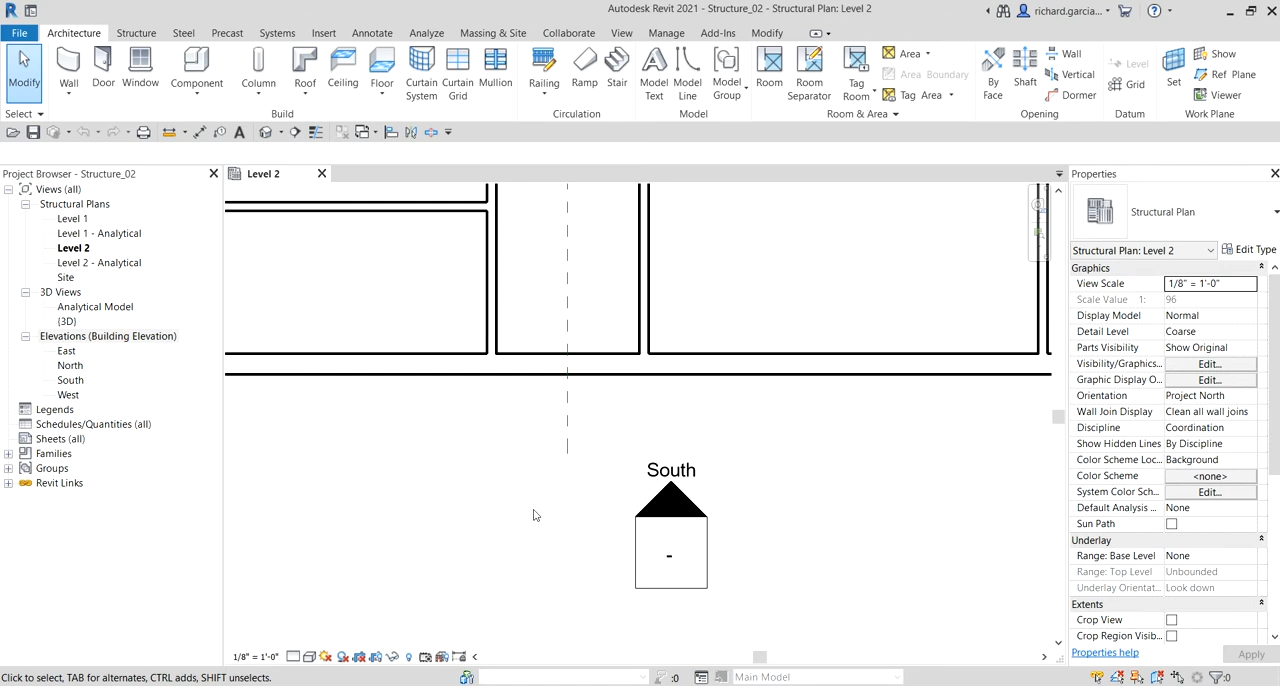 Autodesk Revit 2021 - Structure_02 - Structural Plan: Level 2
richard.garcia...
File Architecture Structure Steel Precast Systems Insert Annotate Analyze Massing & Site Collaborate View Manage Add-Ins Modify
Modify
Wall
Door
Window
Component
Column
Roof
Ceiling
Floor
Curtain System
Curtain Grid
Mullion
Railing
Ramp
Stair
Model Text
Model Line
Model Group
Room
Room Separator
Tag Room
Area
Area Boundary
Tag Area
By Face
Shaft
Wall
Vertical
Dormer
Level
Grid
Set
Show
Ref Plane
Viewer
Select
Build
Circulation
Model
Room & Area
Opening
Datum
Work Plane
Project Browser - Structure_02
Views (all)
Structural Plans
Level 1
Level 1 - Analytical
Level 2
Level 2 - Analytical
Site
3D Views
Analytical Model
{3D}
Elevations (Building Elevation)
East
North
South
West
Legends
Schedules/Quantities (all)
Sheets (all)
Families
Groups
Revit Links
Level 2
South
-
Properties
Structural Plan
Structural Plan: Level 2
Edit Type
Graphics
View Scale 1/8" = 1'-0"
Scale Value 1: 96
Display Model Normal
Detail Level Coarse
Parts Visibility Show Original
Visibility/Graphics... Edit...
Graphic Display O... Edit...
Orientation Project North
Wall Join Display Clean all wall joins
Discipline Coordination
Show Hidden Lines By Discipline
Color Scheme Loc... Background
Color Scheme <none>
System Color Sch... Edit...
Default Analysis ... None
Sun Path
Underlay
Range: Base Level None
Range: Top Level Unbounded
Underlay Orientat... Look down
Extents
Crop View
Crop Region Visib...
Properties help
Apply
1/8" = 1'-0"
Click to select, TAB for alternates, CTRL adds, SHIFT unselects.
:0
Main Model
:0